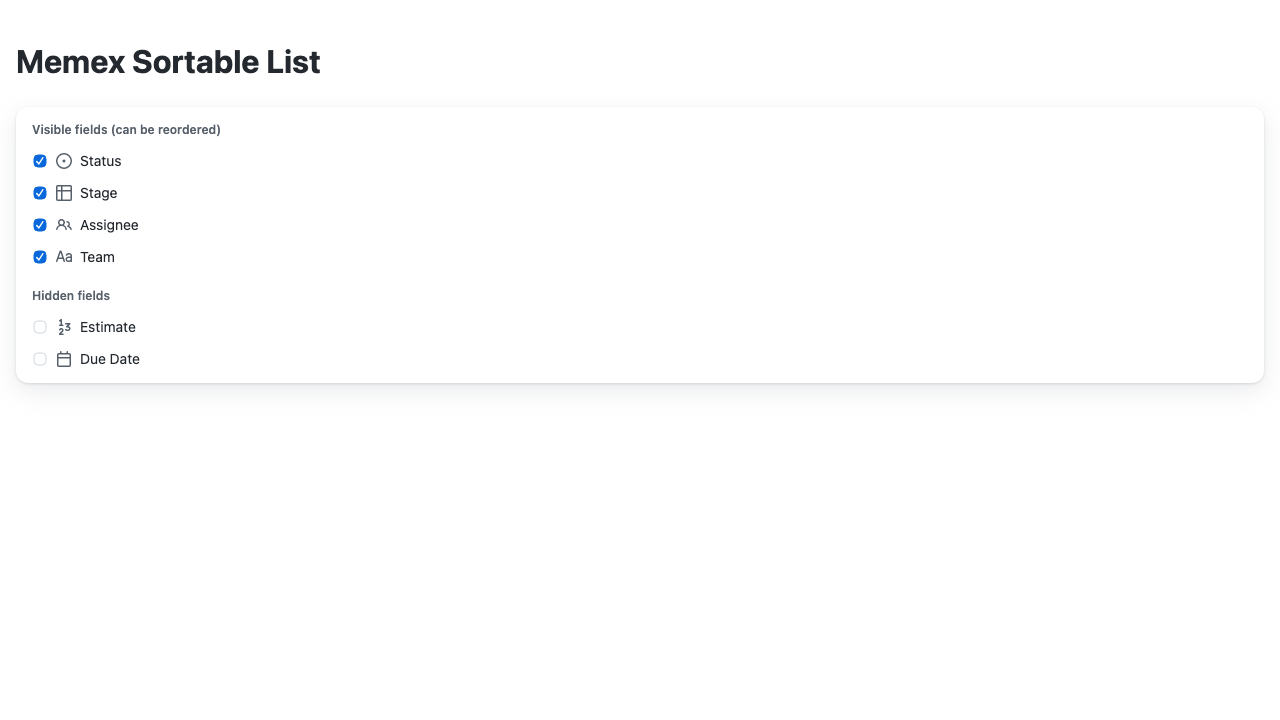 Memex Sortable List
Visible fields (can be reordered)
Status
Stage
Assignee
Aa Team
Hidden fields
123 Estimate
Due Date